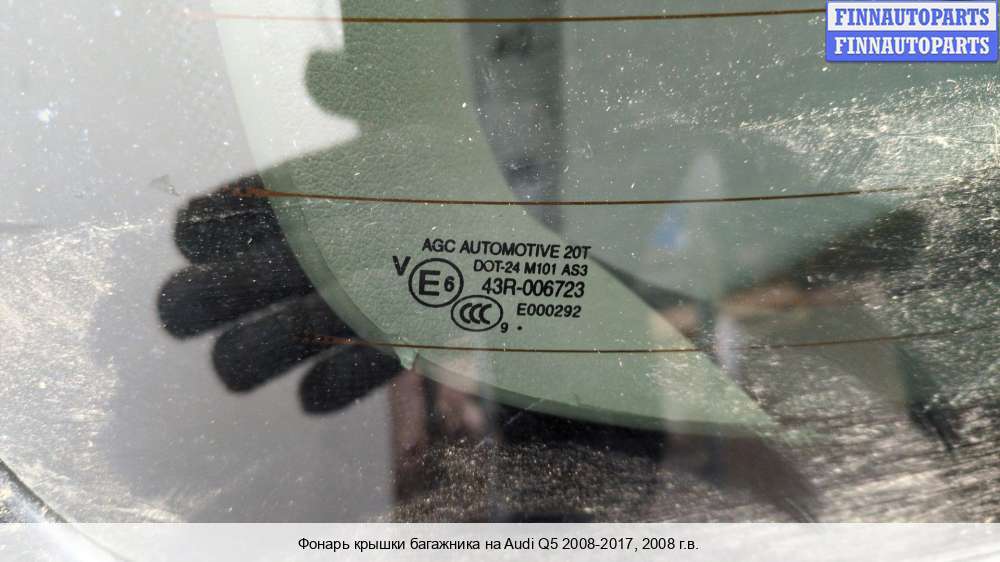 FINNAUTOPARTS
FINNAUTOPARTS
AGC AUTOMOTIVE 20T
DOT-24 M101 AS3
V E6 43R-006723
CCC E000292
9 .
Фонарь крышки багажника на Audi Q5 2008-2017, 2008 г.в.